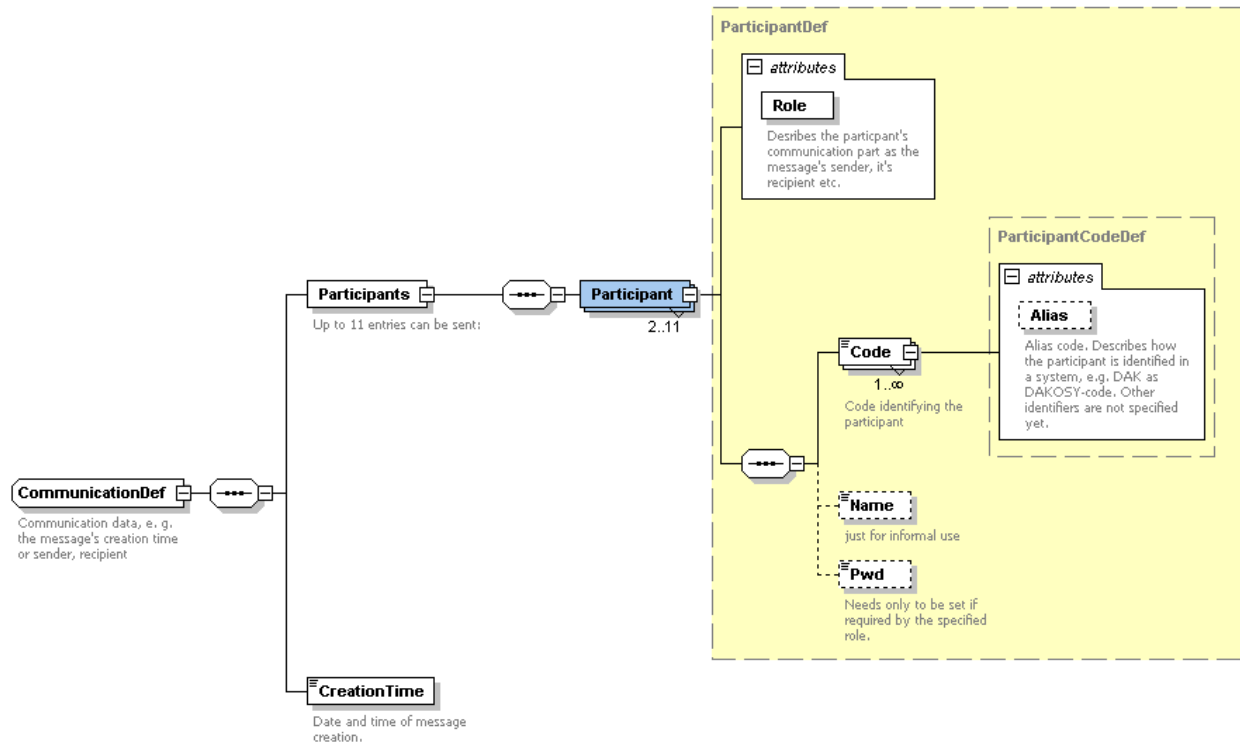 ParticipantDef
attributes
Role
Desribes the particpant's
communication part as the
message's sender, it's
recipient etc.
ParticipantCodeDef
attributes
Alias
Alias code. Describes how
the participant is identified in
a system, e.g. DAK as
DAKOSY-code. Other
identifiers are not specified
yet.
Participants
Up to 11 entries can be sent:
Participant
2..11
Code
1..∞
Code identifying the
participant
CommunicationDef
Communication data, e. g.
the message's creation time
or sender, recipient
Name
just for informal use
Pwd
Needs only to be set if
required by the specified
role.
CreationTime
Date and time of message
creation.